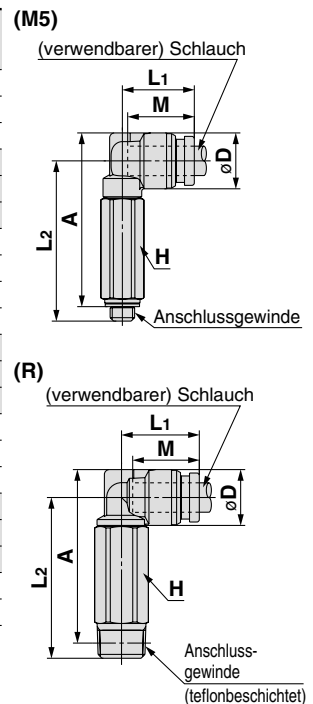 (M5)
(verwendbarer) Schlauch
L1
M
øD
A
L2
H
Anschlussgewinde
(R)
(verwendbarer) Schlauch
L1
M
øD
A
L2
H
Anschluss-
gewinde
(teflonbeschichtet)